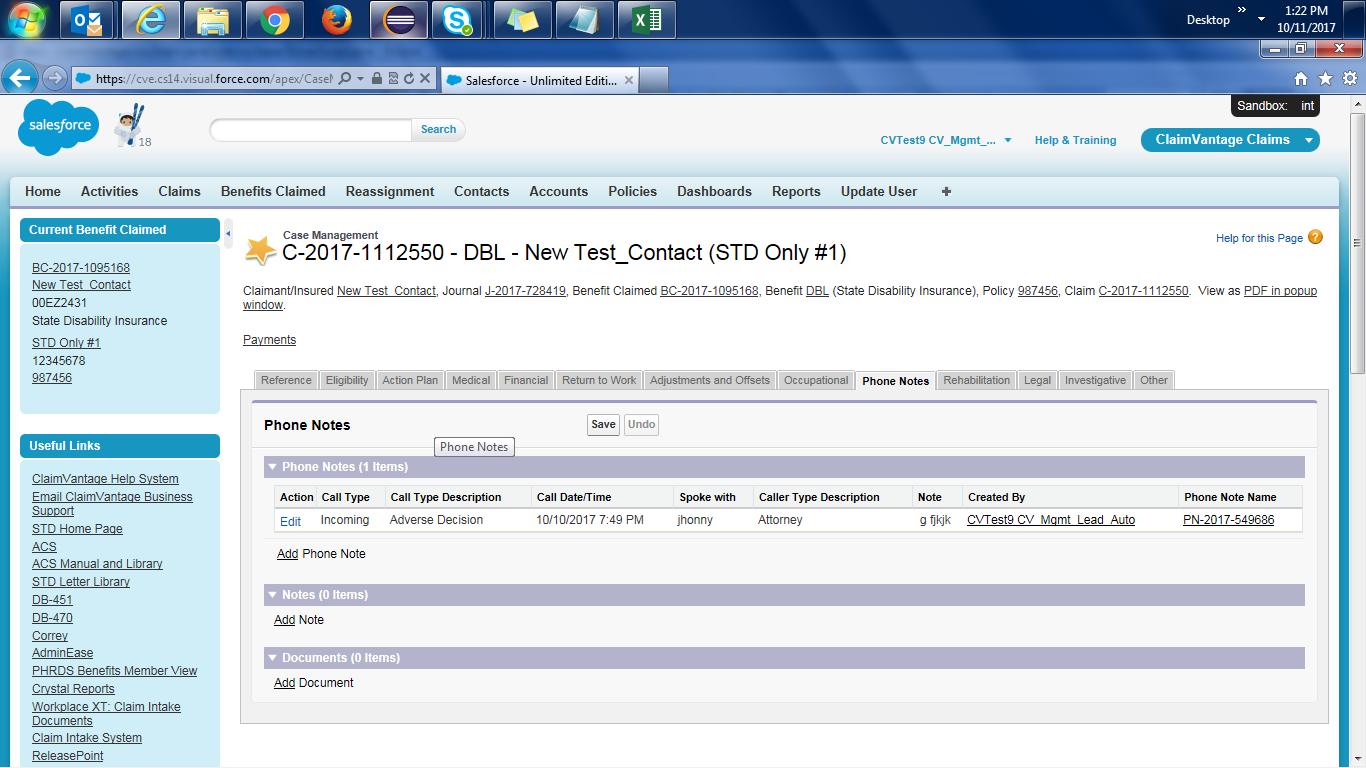 Desktop
»
1:22 PM
10/11/2017
https://cve.cs14.visual.force.com/apex/Case
Salesforce - Unlimited Editi...
Sandbox: int
salesforce
18
Search
CVTest9 CV_Mgmt_...
Help & Training
ClaimVantage Claims
Home Activities Claims Benefits Claimed Reassignment Contacts Accounts Policies Dashboards Reports Update User +
Current Benefit Claimed
BC-2017-1095168
New Test_Contact
00EZ2431
State Disability Insurance
STD Only #1
12345678
987456
Useful Links
ClaimVantage Help System
Email ClaimVantage Business
Support
STD Home Page
ACS
ACS Manual and Library
STD Letter Library
DB-451
DB-470
Correy
AdminEase
PHRDS Benefits Member View
Crystal Reports
Workplace XT: Claim Intake
Documents
Claim Intake System
ReleasePoint
Case Management
C-2017-1112550 - DBL - New Test_Contact (STD Only #1)
Help for this Page ?
Claimant/Insured New Test_Contact, Journal J-2017-728419, Benefit Claimed BC-2017-1095168, Benefit DBL (State Disability Insurance), Policy 987456, Claim C-2017-1112550. View as PDF in popup
window.
Payments
Reference Eligibility Action Plan Medical Financial Return to Work Adjustments and Offsets Occupational Phone Notes Rehabilitation Legal Investigative Other
Phone Notes Save Undo
Phone Notes
Phone Notes (1 Items)
Action Call Type Call Type Description Call Date/Time Spoke with Caller Type Description Note Created By Phone Note Name
Edit Incoming Adverse Decision 10/10/2017 7:49 PM jhonny Attorney g fjkjk CVTest9 CV_Mgmt_Lead_Auto PN-2017-549686
Add Phone Note
Notes (0 Items)
Add Note
Documents (0 Items)
Add Document